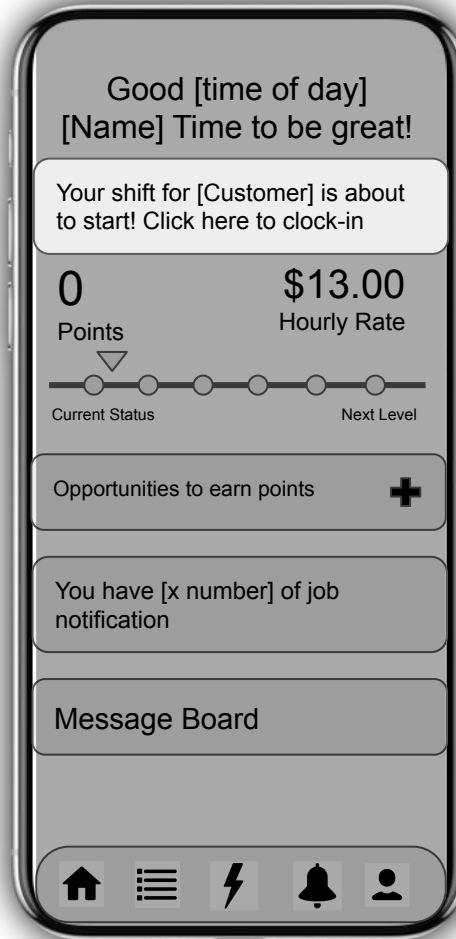 Good [time of day]
[Name] Time to be great!
Your shift for [Customer] is about
to start! Click here to clock-in
0
Points
$13.00
Hourly Rate
Current Status
Next Level
Opportunities to earn points
You have [x number] of job
notification
Message Board